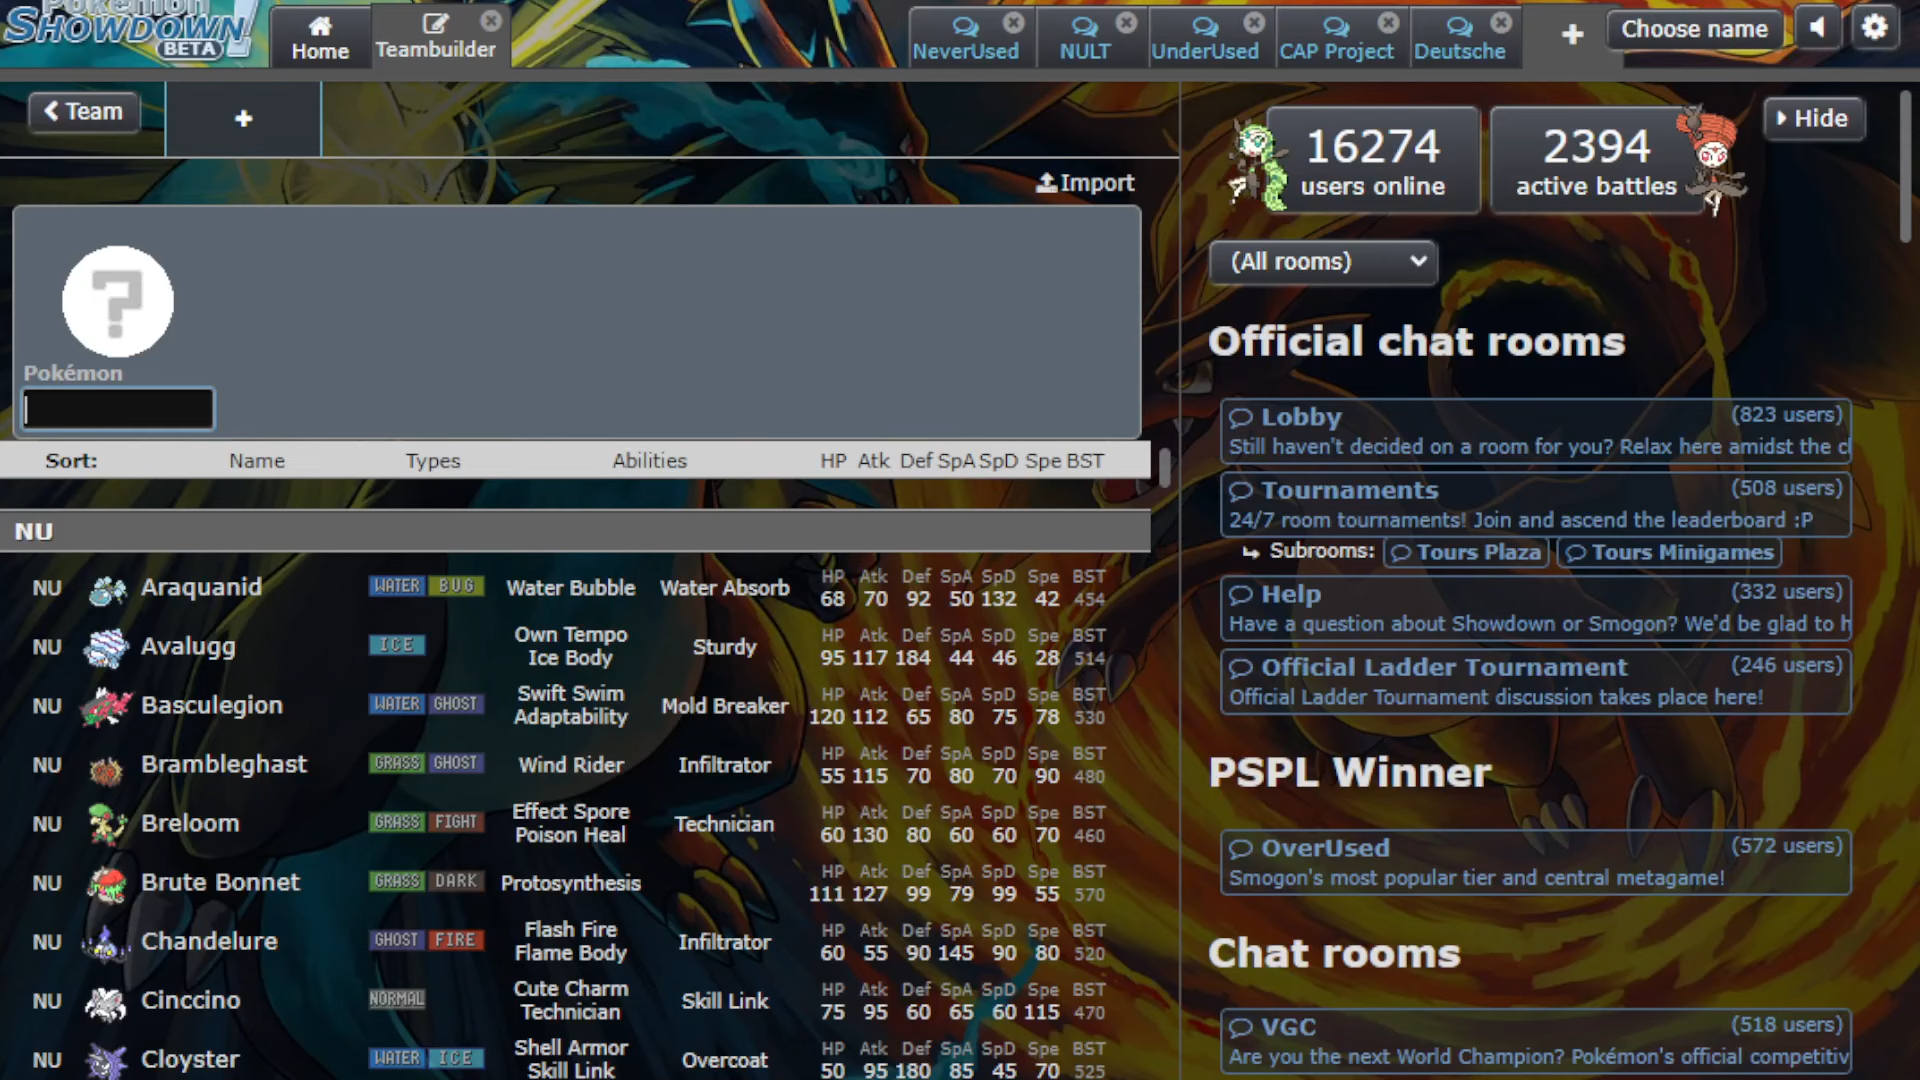 Pokémon
SHOWDOWN!
BETA
Home
Teambuilder
NeverUsed
NULT
UnderUsed
CAP Project
Deutsche
+
Choose name
Team
+
16274
users online
2394
active battles
Hide
Import
(All rooms)
?
Pokémon
Official chat rooms
Lobby (823 users)
Still haven't decided on a room for you? Relax here amidst the
Tournaments (508 users)
24/7 room tournaments! Join and ascend the leaderboard :P
Subrooms: Tours Plaza Tours Minigames
Help (332 users)
Have a question about Showdown or Smogon? We'd be glad to
Official Ladder Tournament (246 users)
Official Ladder Tournament discussion takes place here!
PSPL Winner
OverUsed (572 users)
Smogon's most popular tier and central metagame!
Chat rooms
VGC (518 users)
Are you the next World Champion? Pokémon's official competitiv
Sort: Name Types Abilities HP Atk Def SpA SpD Spe BST
NU
NU Araquanid WATER BUG Water Bubble Water Absorb
HP Atk Def SpA SpD Spe BST
68 70 92 50 132 42 454
NU Avalugg ICE Own Tempo Ice Body Sturdy
HP Atk Def SpA SpD Spe BST
95 117 184 44 46 28 514
NU Basculegion WATER GHOST Swift Swim Adaptability Mold Breaker
HP Atk Def SpA SpD Spe BST
120 112 65 80 75 78 530
NU Brambleghast GRASS GHOST Wind Rider Infiltrator
HP Atk Def SpA SpD Spe BST
55 115 70 80 70 90 480
NU Breloom GRASS FIGHT Effect Spore Poison Heal Technician
HP Atk Def SpA SpD Spe BST
60 130 80 60 60 70 460
NU Brute Bonnet GRASS DARK Protosynthesis
HP Atk Def SpA SpD Spe BST
111 127 99 79 99 55 570
NU Chandelure GHOST FIRE Flash Fire Flame Body Infiltrator
HP Atk Def SpA SpD Spe BST
60 55 90 145 90 80 520
NU Cinccino NORMAL Cute Charm Technician Skill Link
HP Atk Def SpA SpD Spe BST
75 95 60 65 60 115 470
NU Cloyster WATER ICE Shell Armor Skill Link Overcoat
HP Atk Def SpA SpD Spe BST
50 95 180 85 45 70 525